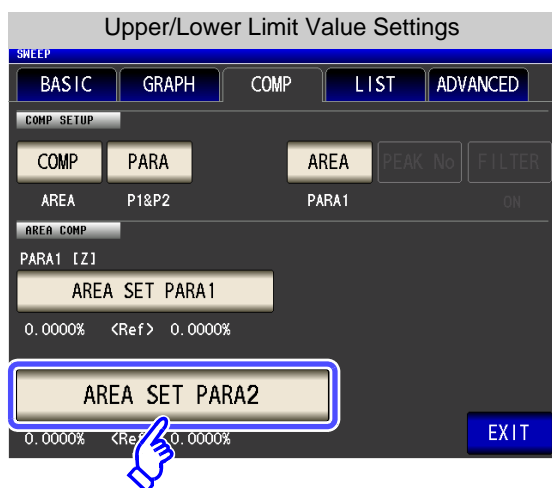 Upper/Lower Limit Value Settings
SWEEP
BASIC GRAPH COMP LIST ADVANCED
COMP SETUP
COMP PARA AREA PEAK No FILTER
AREA P1&P2 PARA1 ON
AREA COMP
PARA1 [Z]
AREA SET PARA1
0.0000% <Ref> 0.0000%
AREA SET PARA2
0.0000% <Ref 0.0000%
EXIT